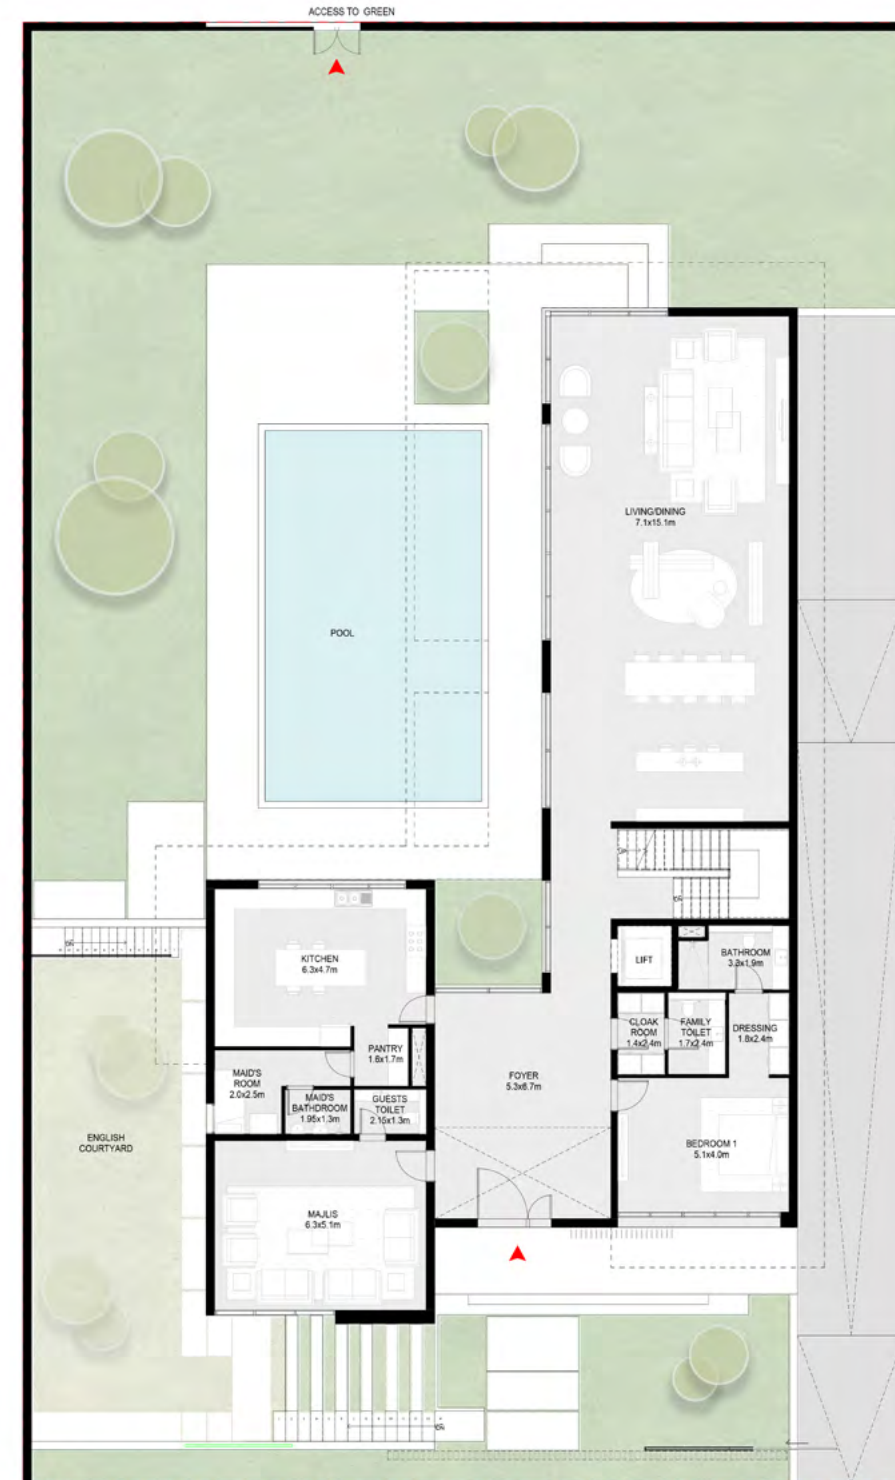 ACCESS TO GREEN
LIVING/DINING
7.1x15.1m
POOL
KITCHEN
6.3x4.7m
LIFT
BATHROOM
3.3x1.9m
CLOAK
ROOM
1.4x2.4m
FAMILY
TOILET
1.7x2.4m
DRESSING
1.8x2.4m
PANTRY
1.6x1.7m
FOYER
5.3x6.7m
MAID'S
ROOM
2.0x2.5m
MAID'S
BATHDROOM
1.95x1.3m
GUESTS
TOILET
2.15x1.3m
ENGLISH
COURTYARD
BEDROOM 1
5.1x4.0m
MAJLIS
6.3x5.1m